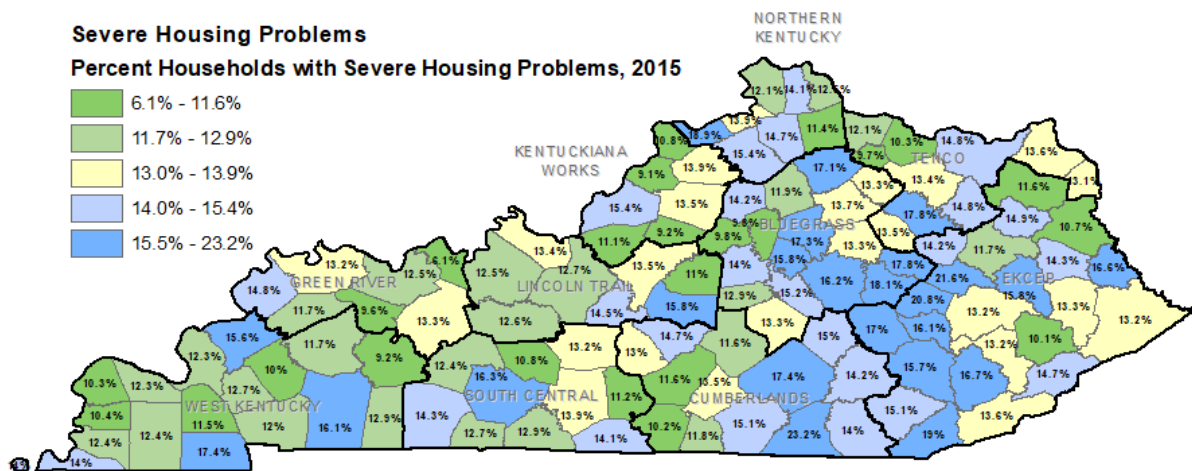 Severe Housing Problems
Percent Households with Severe Housing Problems, 2015
6.1% - 11.6%
11.7% - 12.9%
13.0% - 13.9%
14.0% - 15.4%
15.5% - 23.2%
NORTHERN
KENTUCKY
12.1% 14.1%
10.8% 18.9% 13.9% 14.7% 11.4% 12.1% 10.3% 14.8% 13.6%
KENTUCKIANA
WORKS
9.1% 13.9% 15.4% 17.1% 9.7% TENCO 13.1%
15.4% 13.5% 14.2% 11.9% 13.7% 13.3% 13.4% 14.8% 11.6%
11.1% 9.2% 9.8% 9.8% BLUEGRASS 17.3% 13.3% 13.5% 17.8% 14.9% 10.7%
13.2% 12.5% 6.1% 13.4% 12.7% 13.5% 11% 14% 15.8% 17.8% 14.2% 11.7% 14.3% 16.6%
14.8% GREEN RIVER 12.5% LINCOLN TRAIL 15.8% 12.9% 15.2% 16.2% 18.1% 21.6% EKCEP
11.7% 9.6% 13.3% 12.6% 14.5% 20.8% 15.8% 13.2% 13.3% 13.2%
15.6% 11.7% 9.2% 13.2% 13% 14.7% 11.6% 13.3% 15% 17% 16.1% 13.2% 10.1%
12.3% 10% 12.4% 10.8% 11.6% 17.4% 14.2% 15.7% 16.7% 14.7%
10.3% 12.3% 12.7% 16.3% SOUTH CENTRAL 11.2% 13.5% CUMBERLANDS
10.4% WEST KENTUCKY 11.5% 12% 16.1% 12.9% 14.3% 13.9% 10.2% 15.1% 14% 15.1% 13.6%
12.4% 12.4% 17.4% 12.7% 12.9% 14.1% 11.8% 23.2% 19%
14%